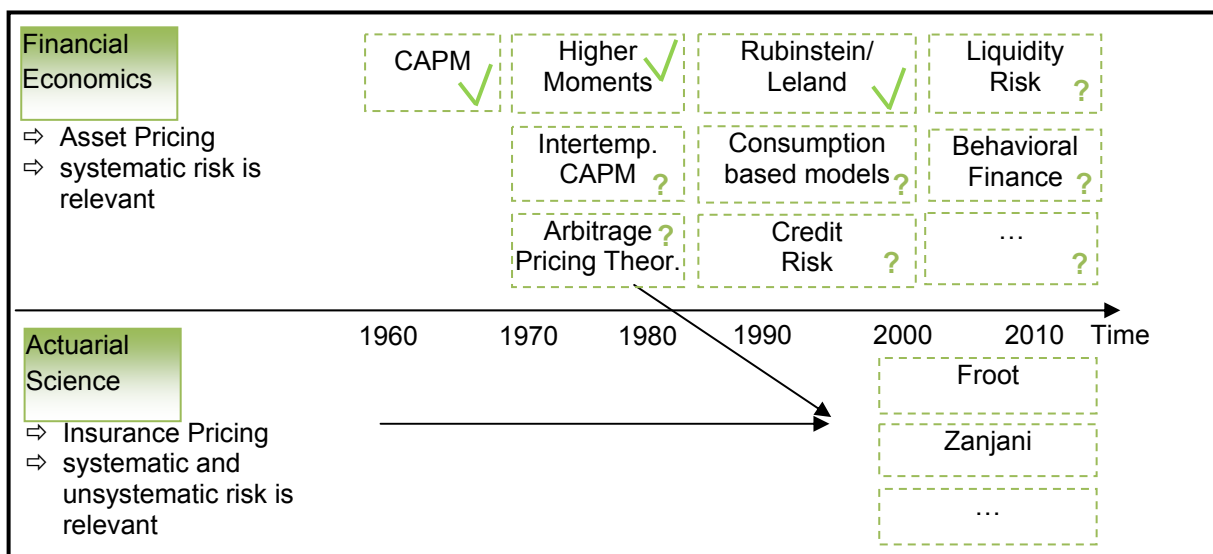 Financial
Economics
⇨ Asset Pricing
⇨ systematic risk is
relevant
CAPM
Higher
Moments
Rubinstein/
Leland
Liquidity
Risk ?
Intertemp.
CAPM ?
Consumption
based models ?
Behavioral
Finance ?
Arbitrage ?
Pricing Theor.
Credit
Risk ?
…
?
1960 1970 1980 1990 2000 2010 Time
Actuarial
Science
⇨ Insurance Pricing
⇨ systematic and
unsystematic risk is
relevant
Froot
Zanjani
…